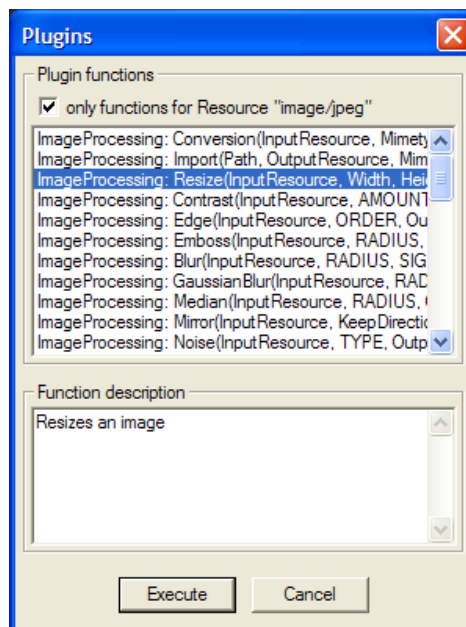 Plugins
Plugin functions
only functions for Resource "image/jpeg"
ImageProcessing: Conversion(InputResource, Mimety
ImageProcessing: Import(Path, OutputResource, Mim
ImageProcessing: Resize(InputResource, Width, Hei
ImageProcessing: Contrast(InputResource, AMOUNT
ImageProcessing: Edge(InputResource, ORDER, Ou
ImageProcessing: Emboss(InputResource, RADIUS,
ImageProcessing: Blur(InputResource, RADIUS, SIG
ImageProcessing: GaussianBlur(InputResource, RAD
ImageProcessing: Median(InputResource, RADIUS,
ImageProcessing: Mirror(InputResource, KeepDirectio
ImageProcessing: Noise(InputResource, TYPE, Outp
Function description
Resizes an image
Execute Cancel